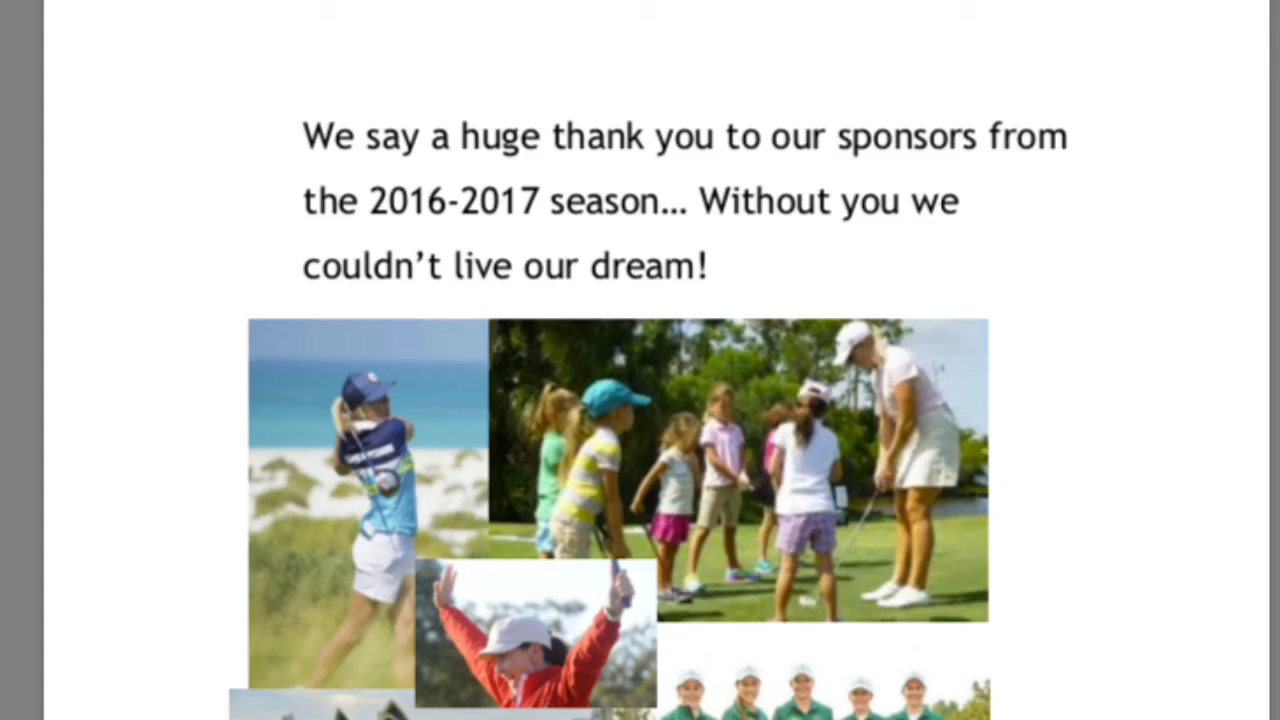 We say a huge thank you to our sponsors from
the 2016-2017 season… Without you we
couldn’t live our dream!